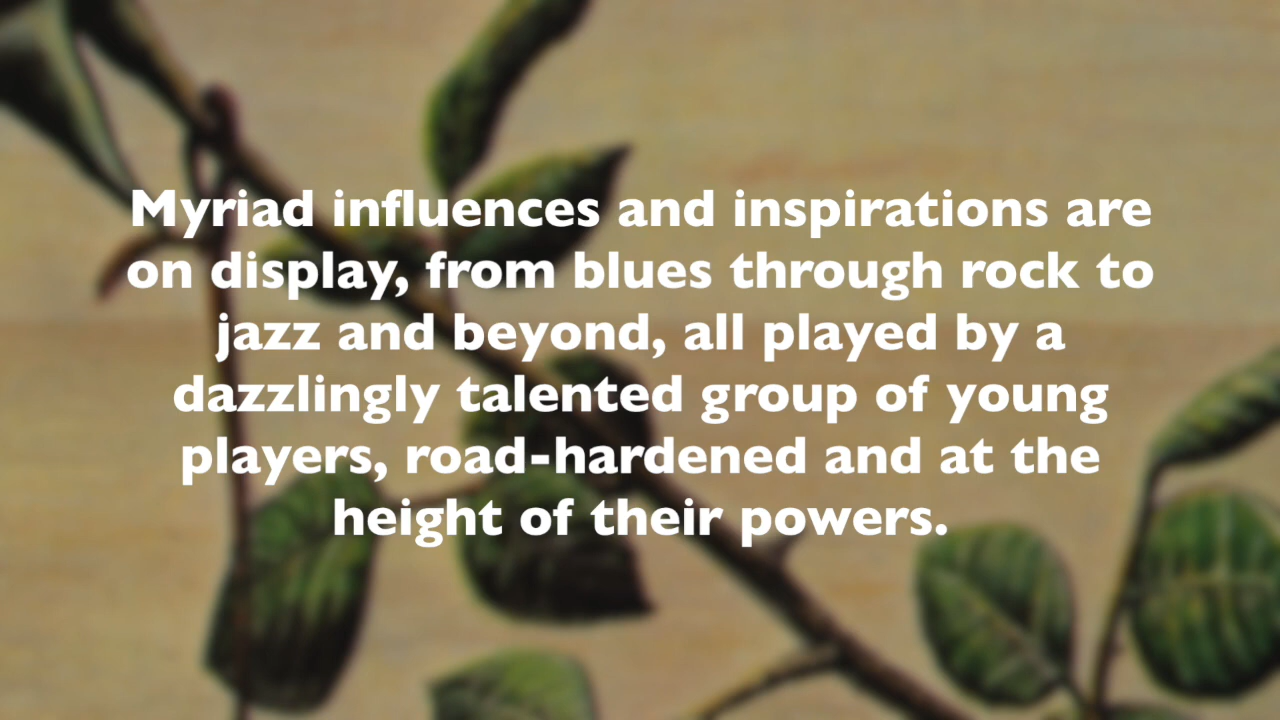 Myriad influences and inspirations are
on display, from blues through rock to
jazz and beyond, all played by a
dazzlingly talented group of young
players, road-hardened and at the
height of their powers.